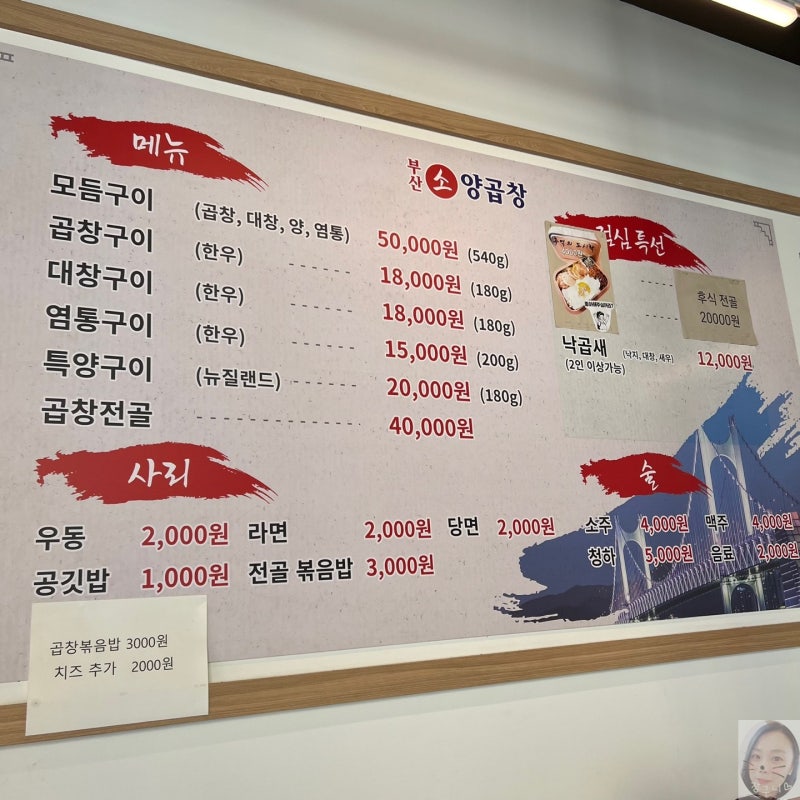 메뉴
부산 소 양곱창
모듬구이 (곱창, 대창, 양, 염통) 50,000원 (540g)
곱창구이 (한우) 18,000원 (180g)
대창구이 (한우) 18,000원 (180g)
염통구이 (한우) 15,000원 (200g)
특양구이 (뉴질랜드) 20,000원 (180g)
곱창전골 40,000원
점심특선
추억의 도시락
후식 전골
20000원
낙곱새 (낙지, 대창, 새우) 12,000원
(2인 이상가능)
사리
우동 2,000원 라면 2,000원 당면 2,000원
공깃밥 1,000원 전골 볶음밥 3,000원
술
소주 4,000원 맥주 4,000원
청하 5,000원 음료 2,000원
곱창볶음밥 3000원
치즈 추가 2000원